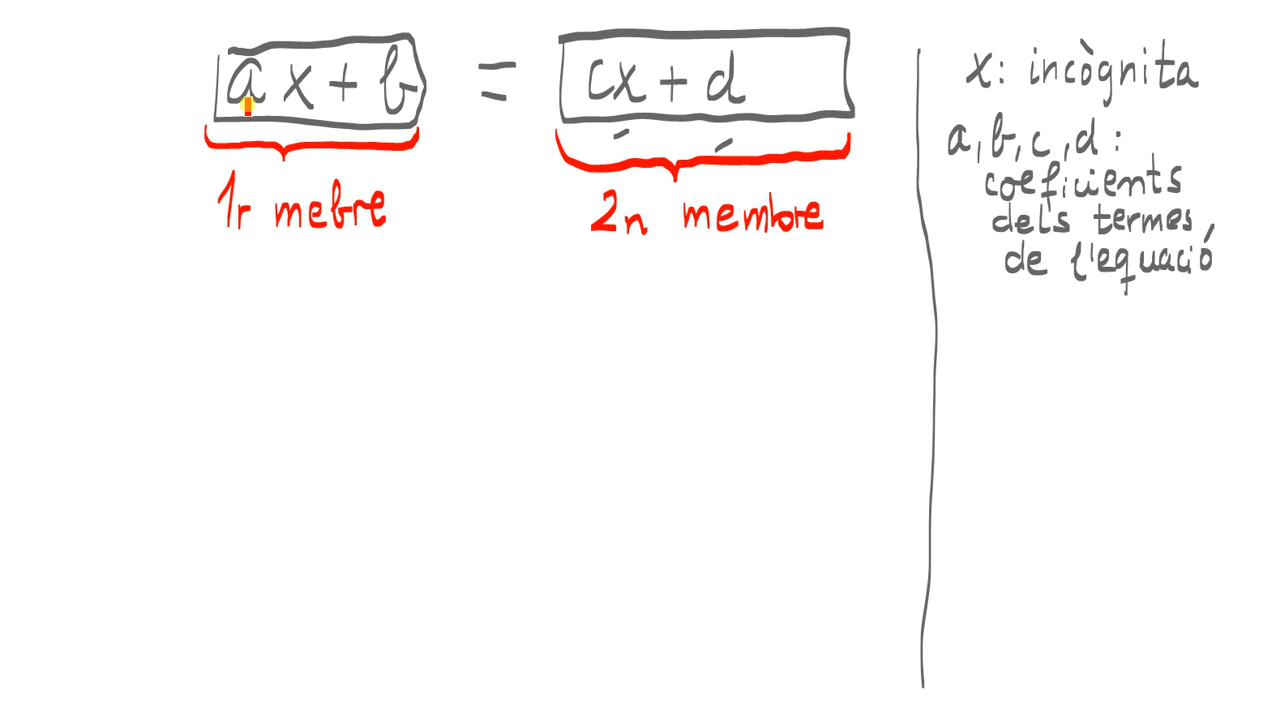 ax + b = cx + d
1r mebre 2n membre
x: incògnita
a, b, c, d :
coeficients
dels termes
de l'equació